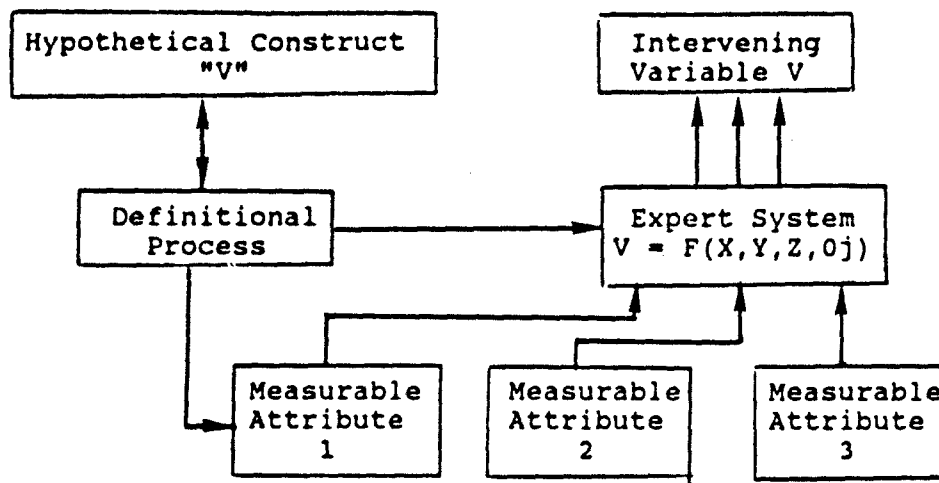 Hypothetical Construct
"V"
Intervening
Variable V
Definitional
Process
Expert System
V = F(X,Y,Z,Oj)
Measurable
Attribute
1
Measurable
Attribute
2
Measurable
Attribute
3